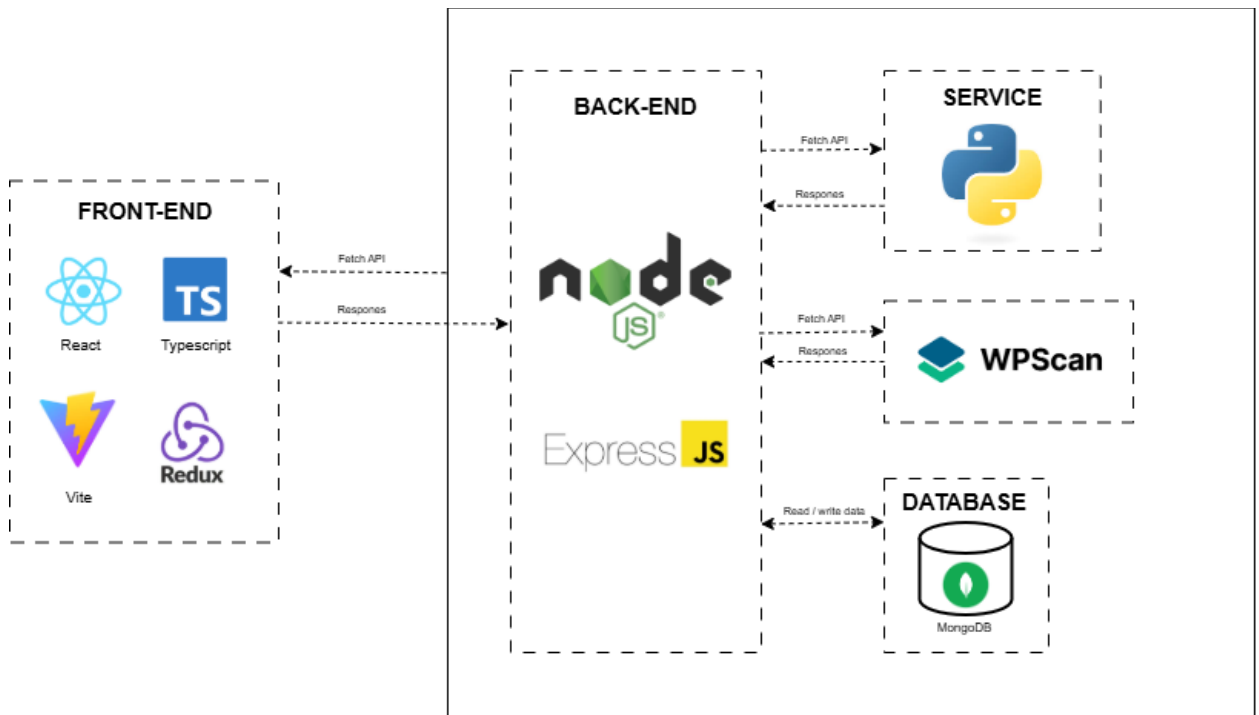 FRONT-END
React
TS
Typescript
Vite
Redux
Fetch API
Respones
BACK-END
node
JS
®
Express JS
Fetch API
Respones
SERVICE
Fetch API
Respones
WPScan
Read / write data
DATABASE
MongoDB